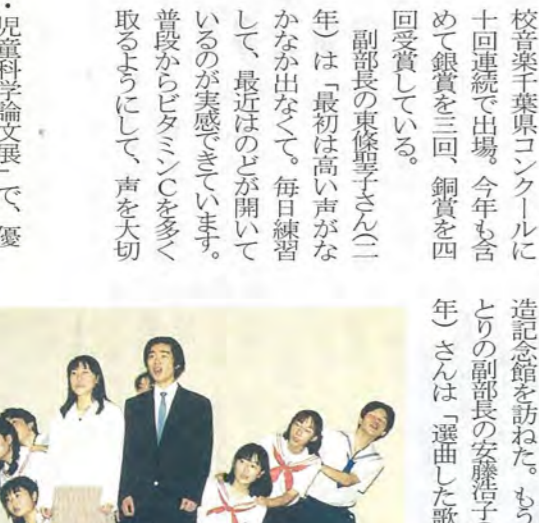 校音楽千葉県コンクールに
十回連続で出場。今年も含
めて銀賞を三回、銅賞を四
回受賞している。
　副部長の東條聖子さん(二
年）は「最初は高い声がな
かなか出なくて。毎日練習
して、最近はのどが開いて
いるのが実感できています。
普段からビタミンCを多く
取るようにして、声を大切
造記念館を訪ねた。もう
とりの副部長の安藤浩子
年）さんは「選曲した歌
・児童科学論文展」で、優